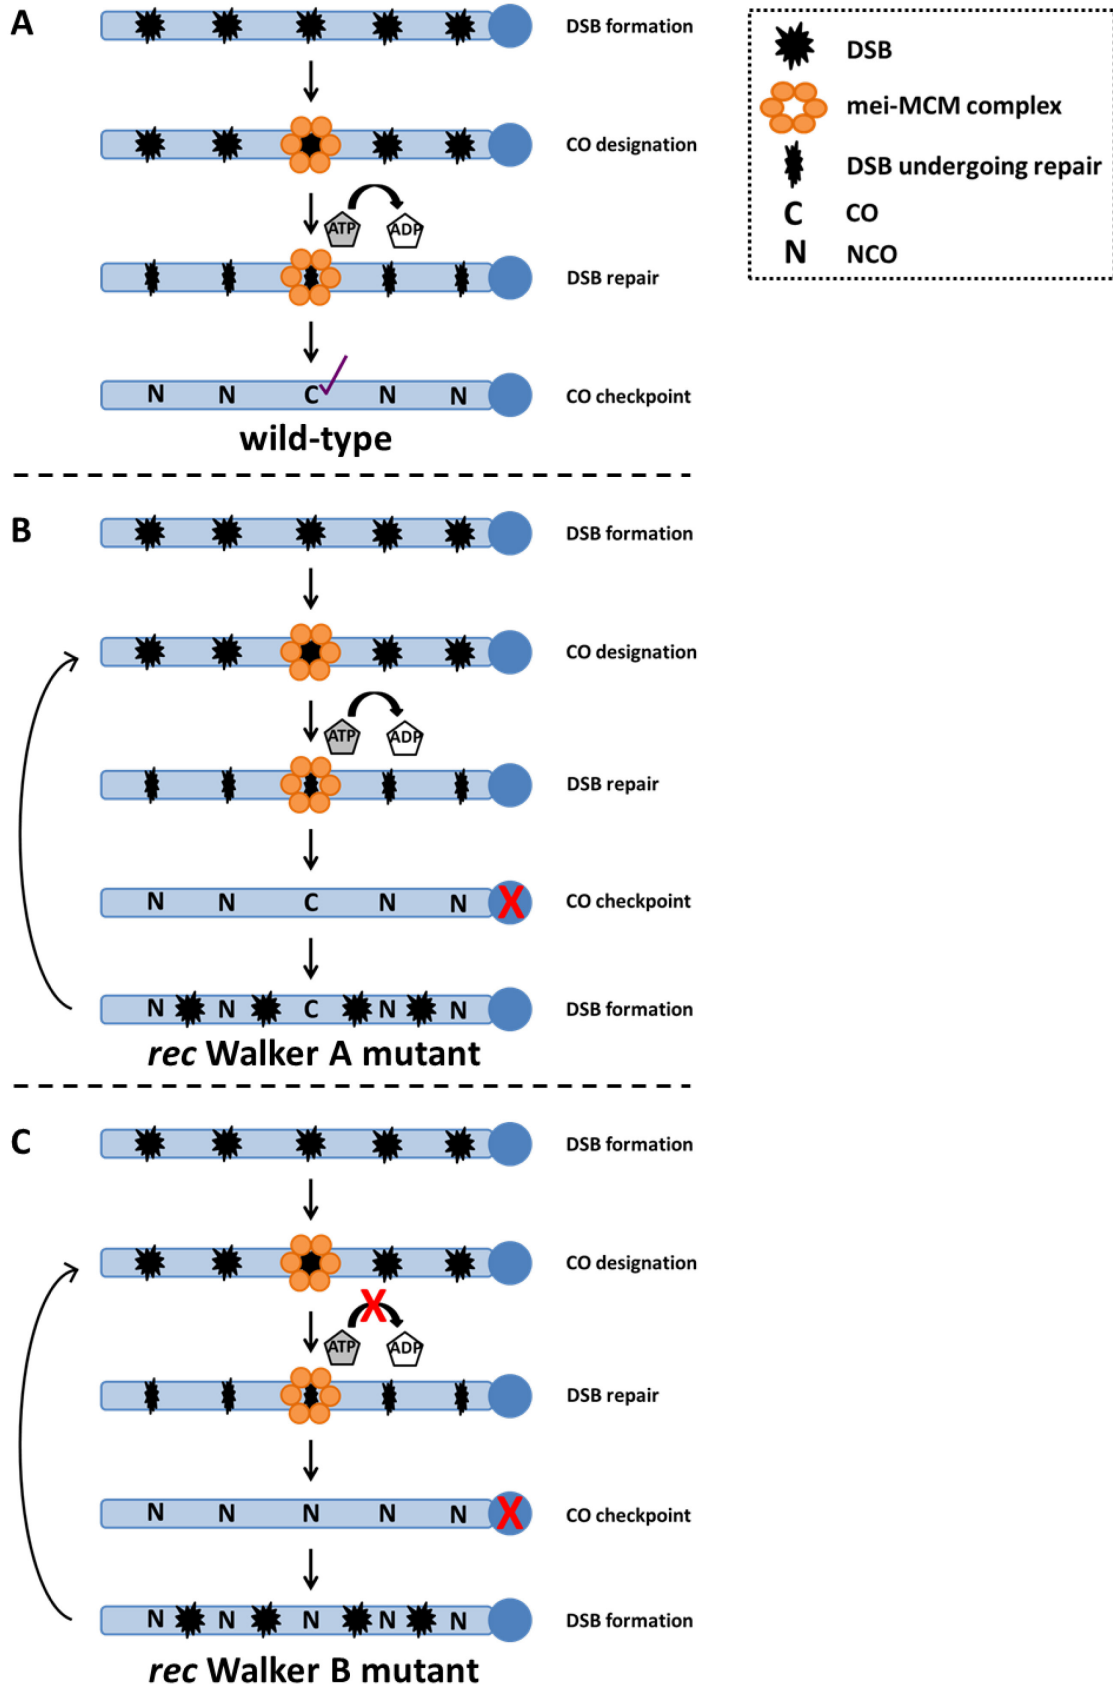 A
DSB formation
CO designation
ATP ADP
DSB repair
N N C N N
CO checkpoint
wild-type
DSB
mei-MCM complex
DSB undergoing repair
C CO
N NCO
B
DSB formation
CO designation
ATP ADP
DSB repair
N N C N N X
CO checkpoint
N N C N N
DSB formation
rec Walker A mutant
C
DSB formation
CO designation
X
ATP ADP
DSB repair
N N N N N X
CO checkpoint
N N N N N
DSB formation
rec Walker B mutant